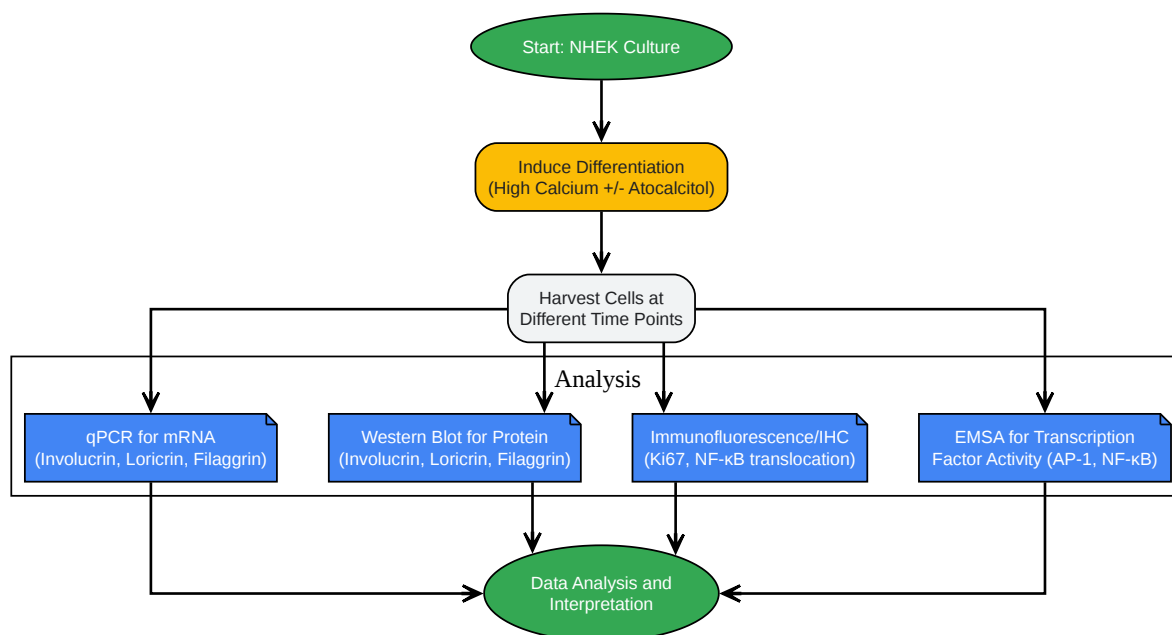 Start: NHEK Culture
Induce Differentiation
(High Calcium +/- Atocalcitol)
Harvest Cells at
Different Time Points
Analysis
qPCR for mRNA
(Involucrin, Loricrin, Filaggrin)
Western Blot for Protein
(Involucrin, Loricrin, Filaggrin)
Immunofluorescence/IHC
(Ki67, NF-κB translocation)
EMSA for Transcription
Factor Activity (AP-1, NF-κB)
Data Analysis and
Interpretation